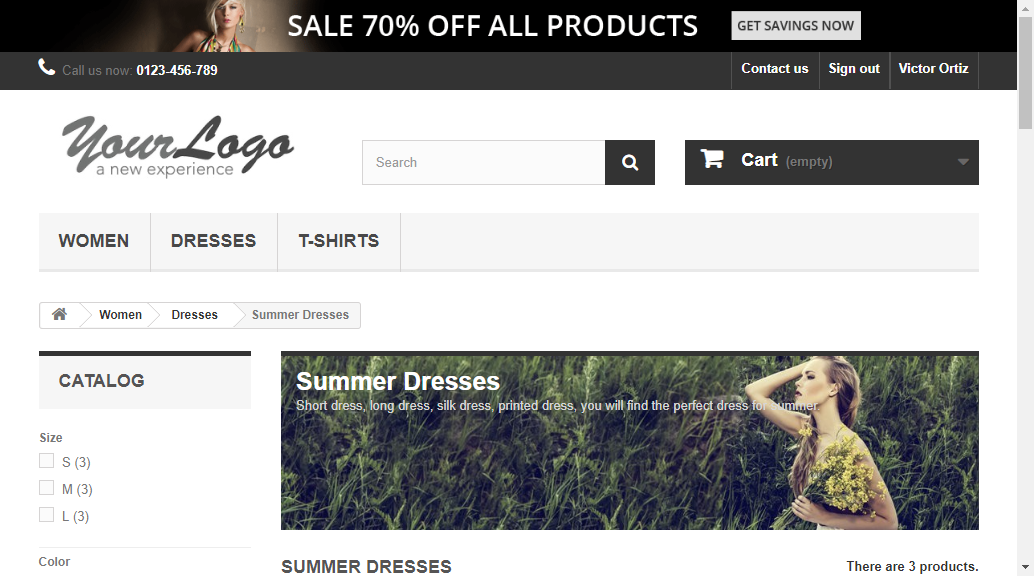 SALE 70% OFF ALL PRODUCTS GET SAVINGS NOW
Call us now: 0123-456-789 Contact us Sign out Victor Ortiz
YourLogo
a new experience
Search
Cart (empty)
WOMEN DRESSES T-SHIRTS
Women Dresses Summer Dresses
CATALOG
Size
S (3)
M (3)
L (3)
Color
Summer Dresses
Short dress, long dress, silk dress, printed dress, you will find the perfect dress for summer.
SUMMER DRESSES There are 3 products.